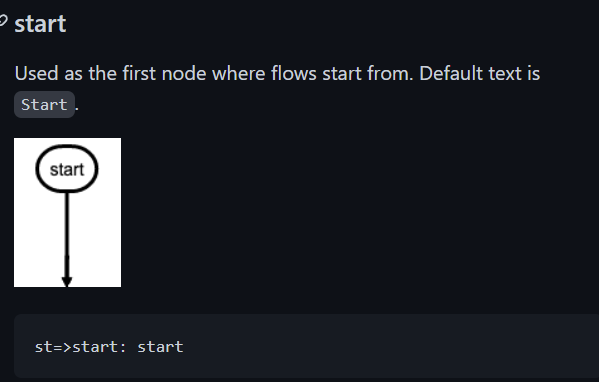 start
Used as the first node where flows start from. Default text is
Start.
start
st=>start: start